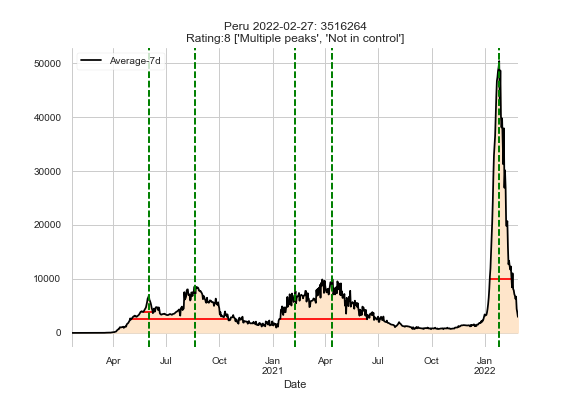 Peru 2022-02-27: 3516264
Rating:8 ['Multiple peaks', 'Not in control']
Average-7d
50000
40000
30000
20000
10000
0
Apr Jul Oct Jan Apr Jul Oct Jan
2021 2022
Date